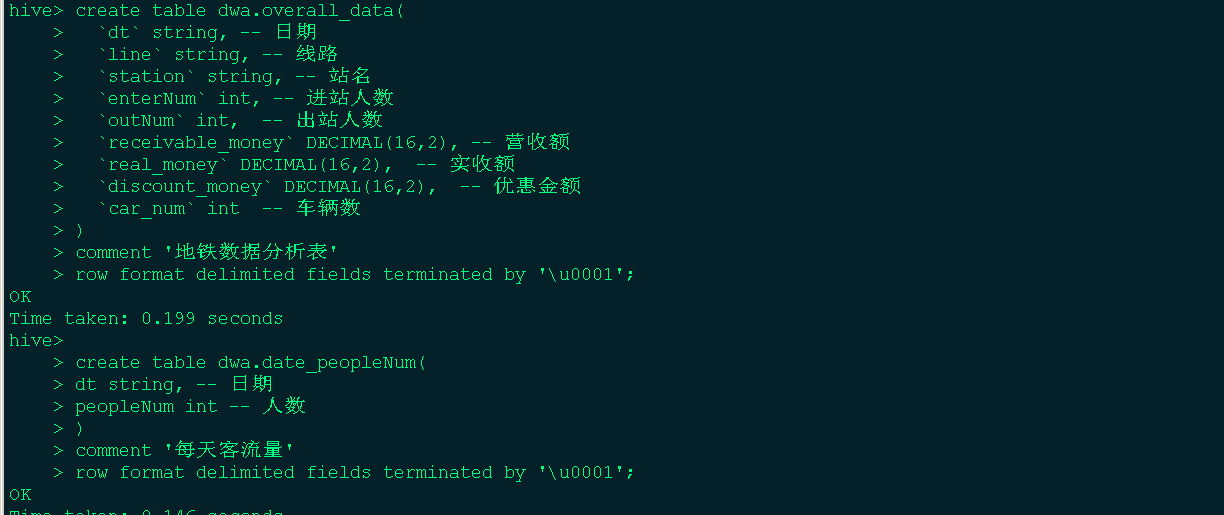 hive> create table dwa.overall_data(
    >   `dt` string, -- 日期
    >   `line` string, -- 线路
    >   `station` string, -- 站名
    >   `enterNum` int, -- 进站人数
    >   `outNum` int,  -- 出站人数
    >   `receivable_money` DECIMAL(16,2), -- 营收额
    >   `real_money` DECIMAL(16,2),  -- 实收额
    >   `discount_money` DECIMAL(16,2),  -- 优惠金额
    >   `car_num` int  -- 车辆数
    > )
    > comment '地铁数据分析表'
    > row format delimited fields terminated by '\u0001';
OK
Time taken: 0.199 seconds
hive>
    > create table dwa.date_peopleNum(
    > dt string, -- 日期
    > peopleNum int -- 人数
    > )
    > comment '每天客流量'
    > row format delimited fields terminated by '\u0001';
OK
Time taken: 0.146 seconds